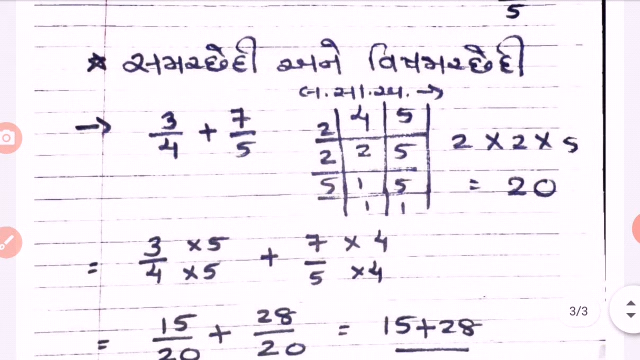 5
* સમચ્છેદી અને વિષમચ્છેદી
લ.સા.અ. →
→ 3/4 + 7/5
2 | 4 | 5
2 | 2 | 5
5 | 1 | 5
1 | 1
2 × 2 × 5
= 20
= 3/4 ×5/×5 + 7/5 ×4/×4
= 15/20 + 28/20 = 15+28
3/3